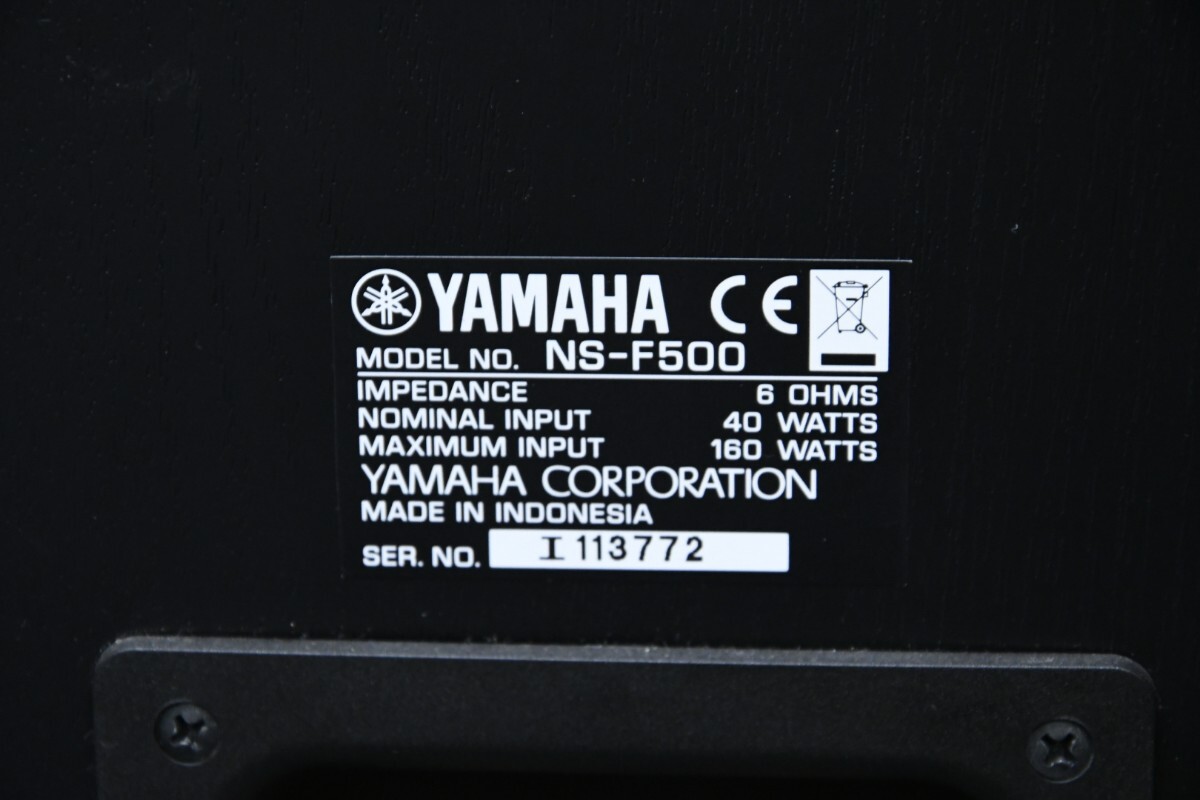 YAMAHA CE
MODEL NO. NS-F500
IMPEDANCE 6 OHMS
NOMINAL INPUT 40 WATTS
MAXIMUM INPUT 160 WATTS
YAMAHA CORPORATION
MADE IN INDONESIA
SER. NO. I 113772